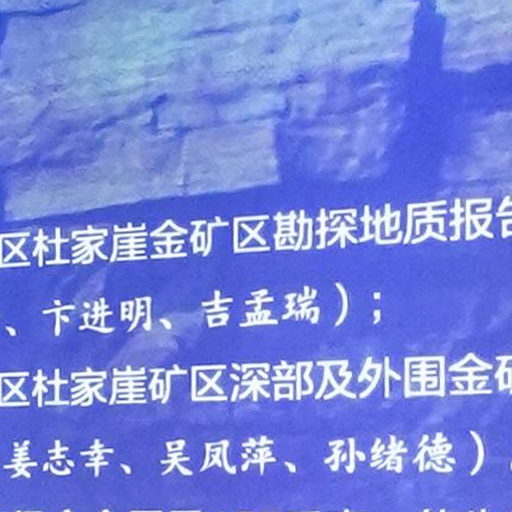 区杜家崖金矿区勘探地质报告
、卞进明、吉孟瑞）；
区杜家崖矿区深部及外围金矿
姜志幸、吴凤萍、孙绪德）